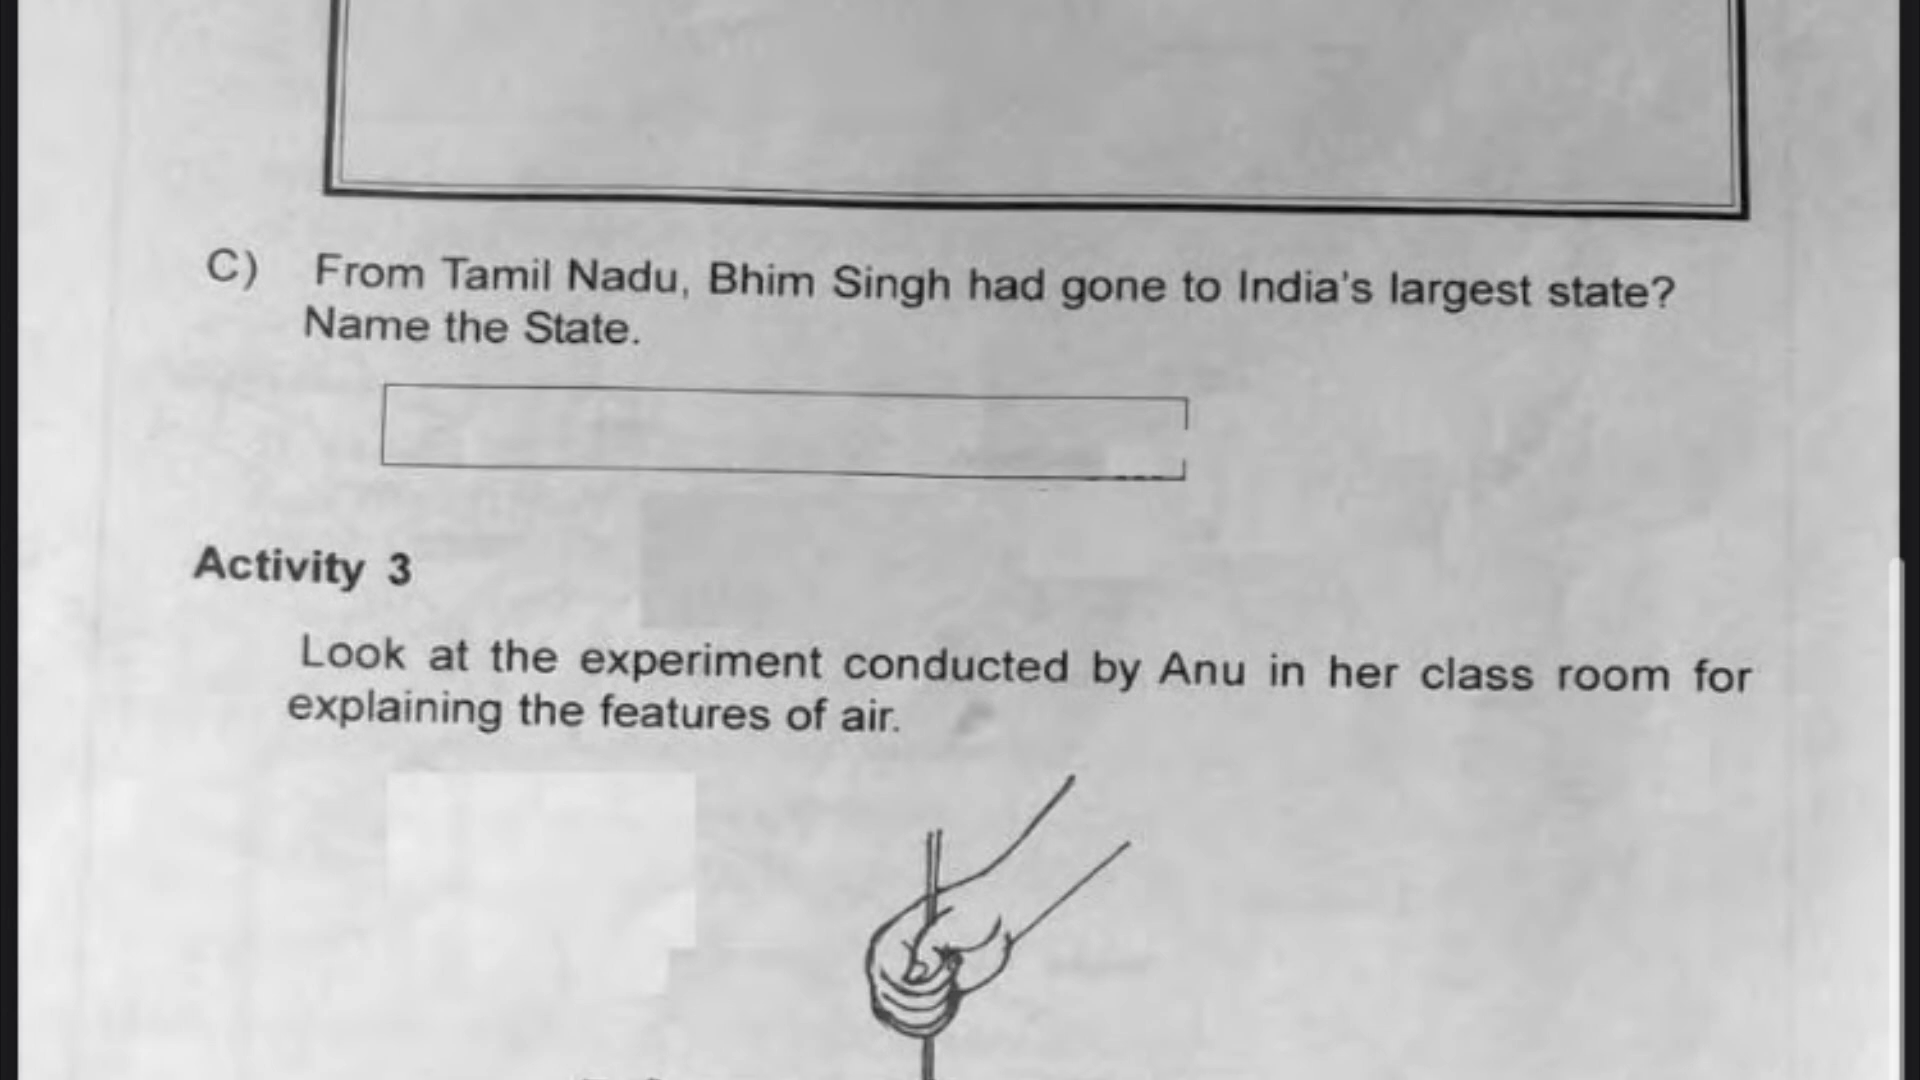 C) From Tamil Nadu, Bhim Singh had gone to India's largest state?
Name the State.
Activity 3
Look at the experiment conducted by Anu in her class room for
explaining the features of air.